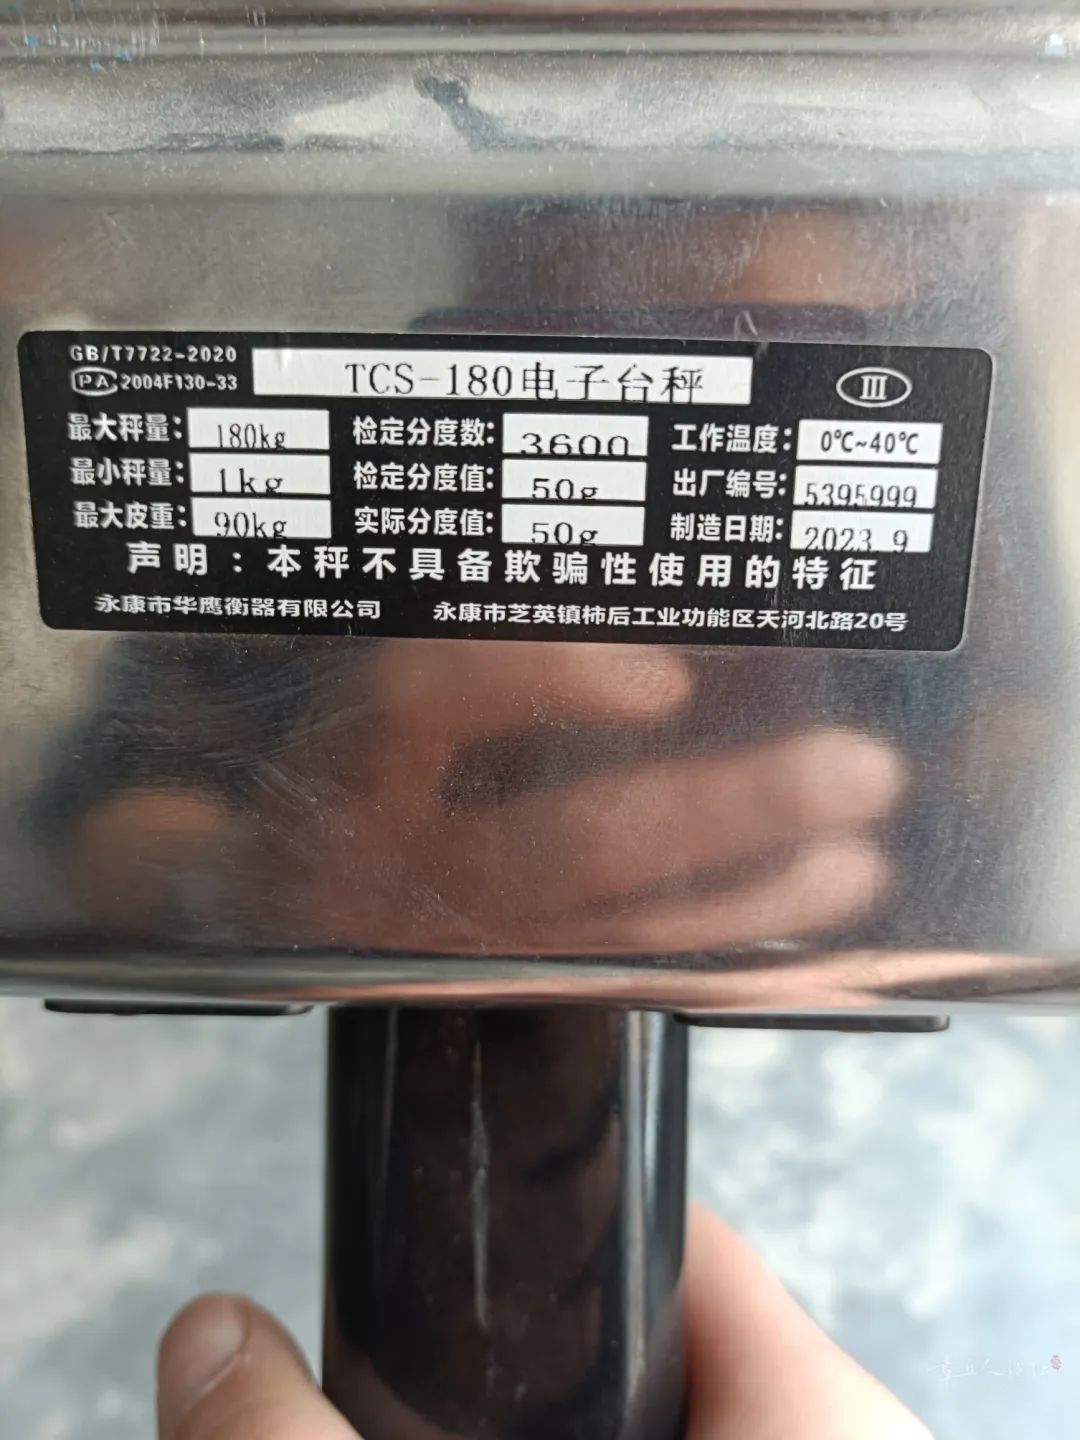 GB/T7722-2020
PA 2004F130-33
TCS-180电子台秤
III
最大秤量: 180kg 检定分度数: 3600 工作温度: 0℃~40℃
最小秤量: 1kg 检定分度值: 50g 出厂编号: 5395999
最大皮重: 90kg 实际分度值: 50g 制造日期: 2023 9
声明:本秤不具备欺骗性使用的特征
永康市华鹰衡器有限公司 永康市芝英镇柿后工业功能区天河北路20号